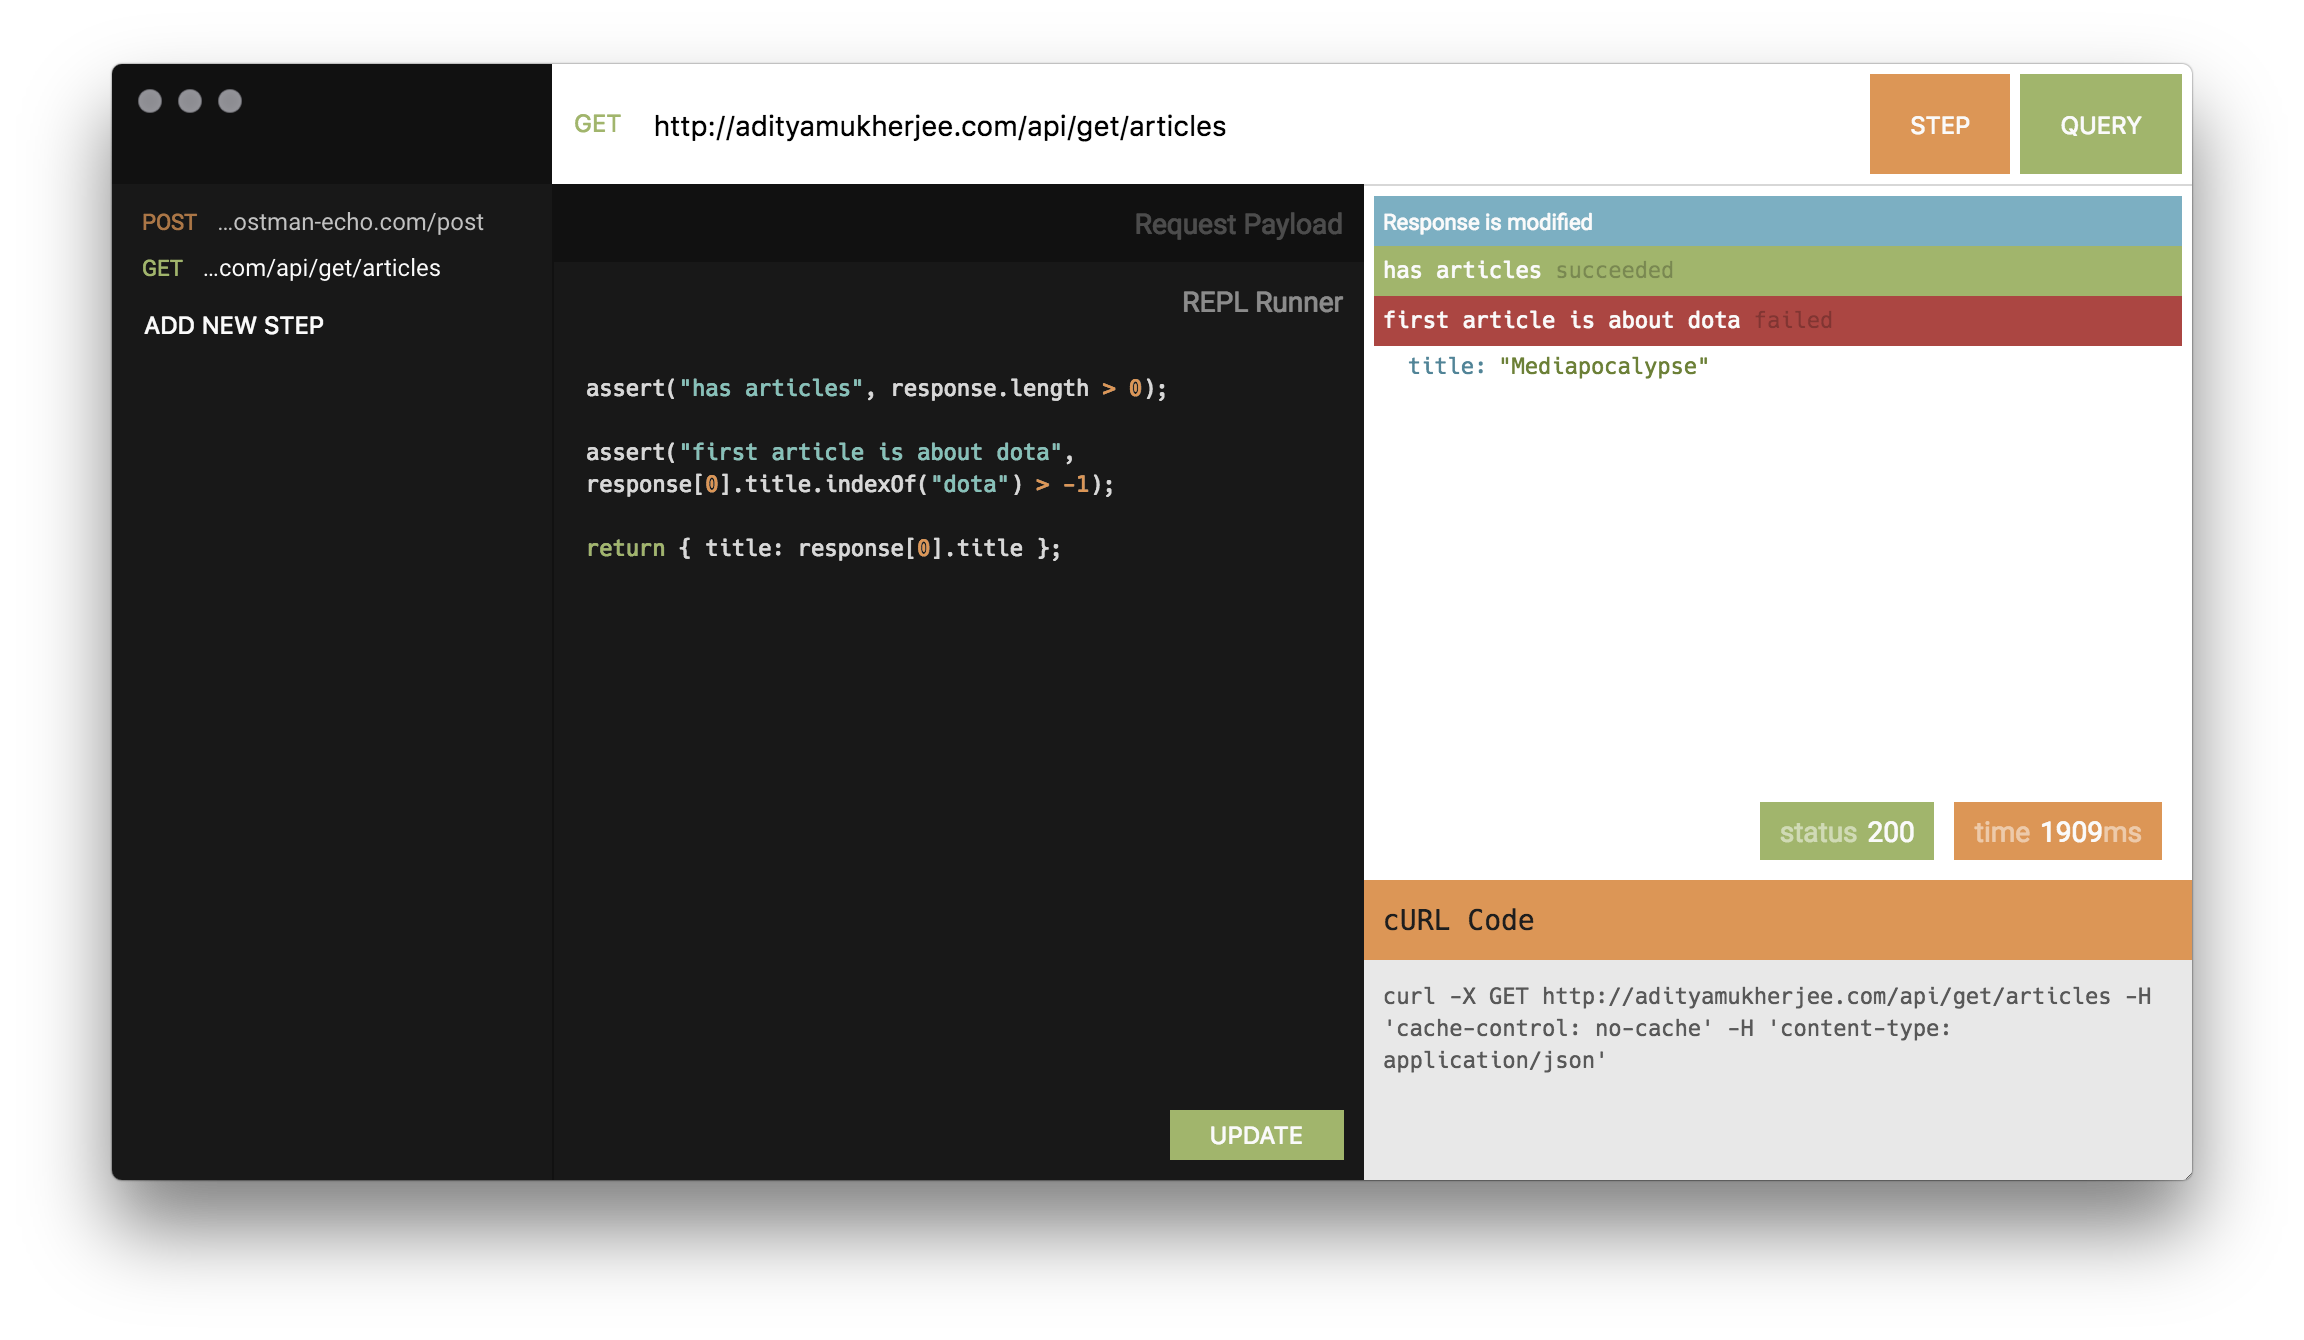 GET http://adityamukherjee.com/api/get/articles
STEP
QUERY
POST ...ostman-echo.com/post
GET ...com/api/get/articles
ADD NEW STEP
Request Payload
REPL Runner
assert("has articles", response.length > 0);
assert("first article is about dota",
response[0].title.indexOf("dota") > -1);
return { title: response[0].title };
UPDATE
Response is modified
has articles succeeded
first article is about dota failed
title: "Mediapocalypse"
status 200
time 1909ms
cURL Code
curl -X GET http://adityamukherjee.com/api/get/articles -H
'cache-control: no-cache' -H 'content-type:
application/json'